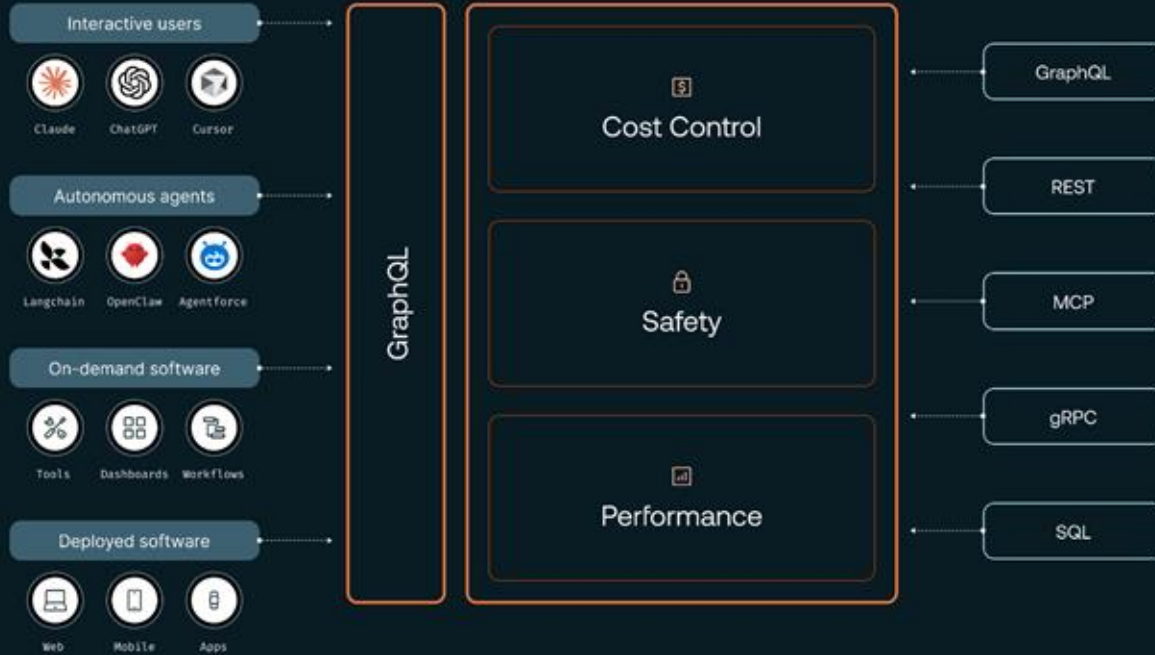 Interactive users
Claude ChatGPT Cursor
Autonomous agents
Langchain OpenClaw Agentforce
On-demand software
Tools Dashboards Workflows
Deployed software
Web Mobile Apps
GraphQL
$
Cost Control
Safety
Performance
GraphQL
REST
MCP
gRPC
SQL